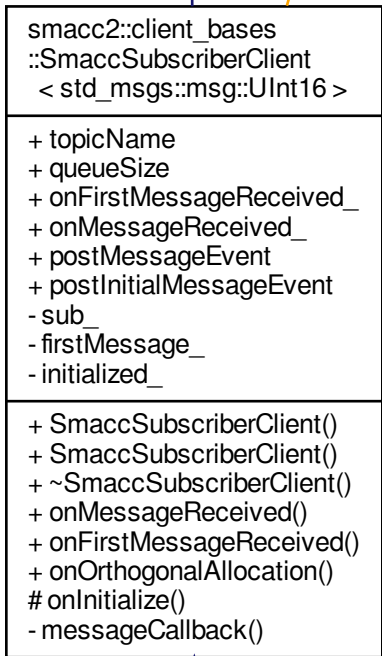 smacc2::client_bases
::SmaccSubscriberClient
< std_msgs::msg::UInt16 >
+ topicName
+ queueSize
+ onFirstMessageReceived_
+ onMessageReceived_
+ postMessageEvent
+ postInitialMessageEvent
- sub_
- firstMessage_
- initialized_
+ SmaccSubscriberClient()
+ SmaccSubscriberClient()
+ ~SmaccSubscriberClient()
+ onMessageReceived()
+ onFirstMessageReceived()
+ onOrthogonalAllocation()
# onInitialize()
- messageCallback()